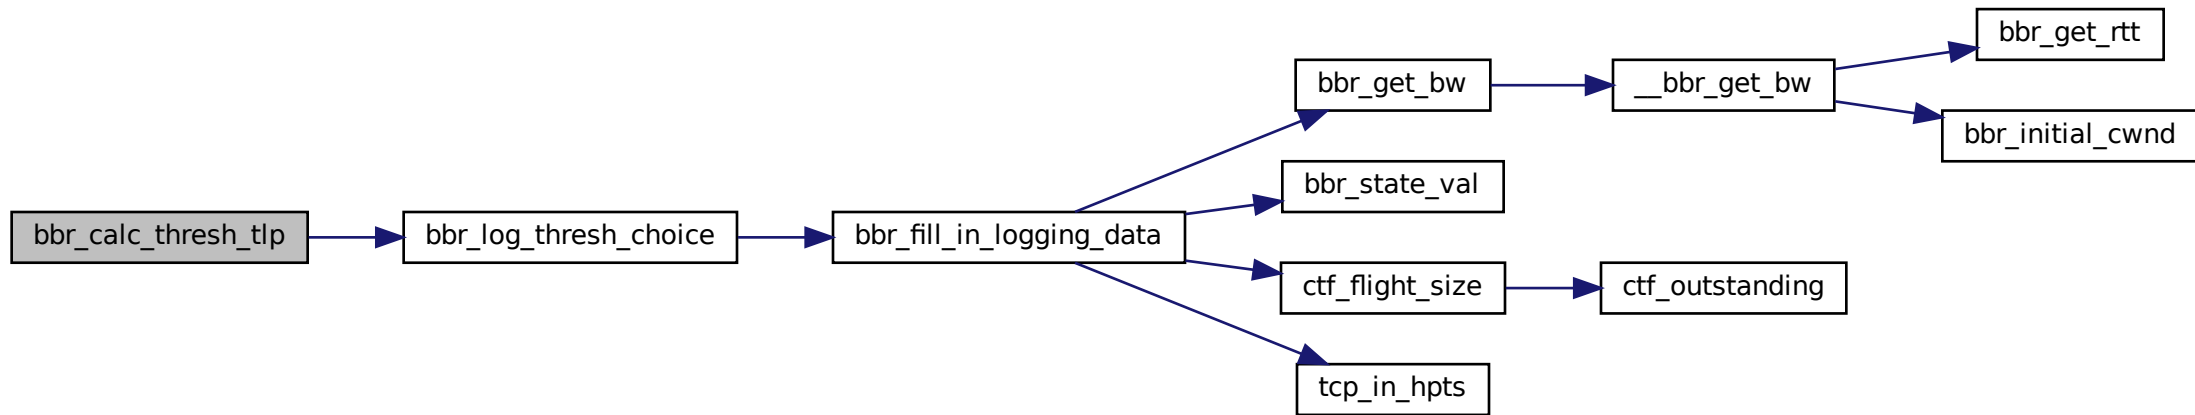 bbr_calc_thresh_tlp
bbr_log_thresh_choice
bbr_fill_in_logging_data
bbr_get_bw
__bbr_get_bw
bbr_get_rtt
bbr_initial_cwnd
bbr_state_val
ctf_flight_size
ctf_outstanding
tcp_in_hpts